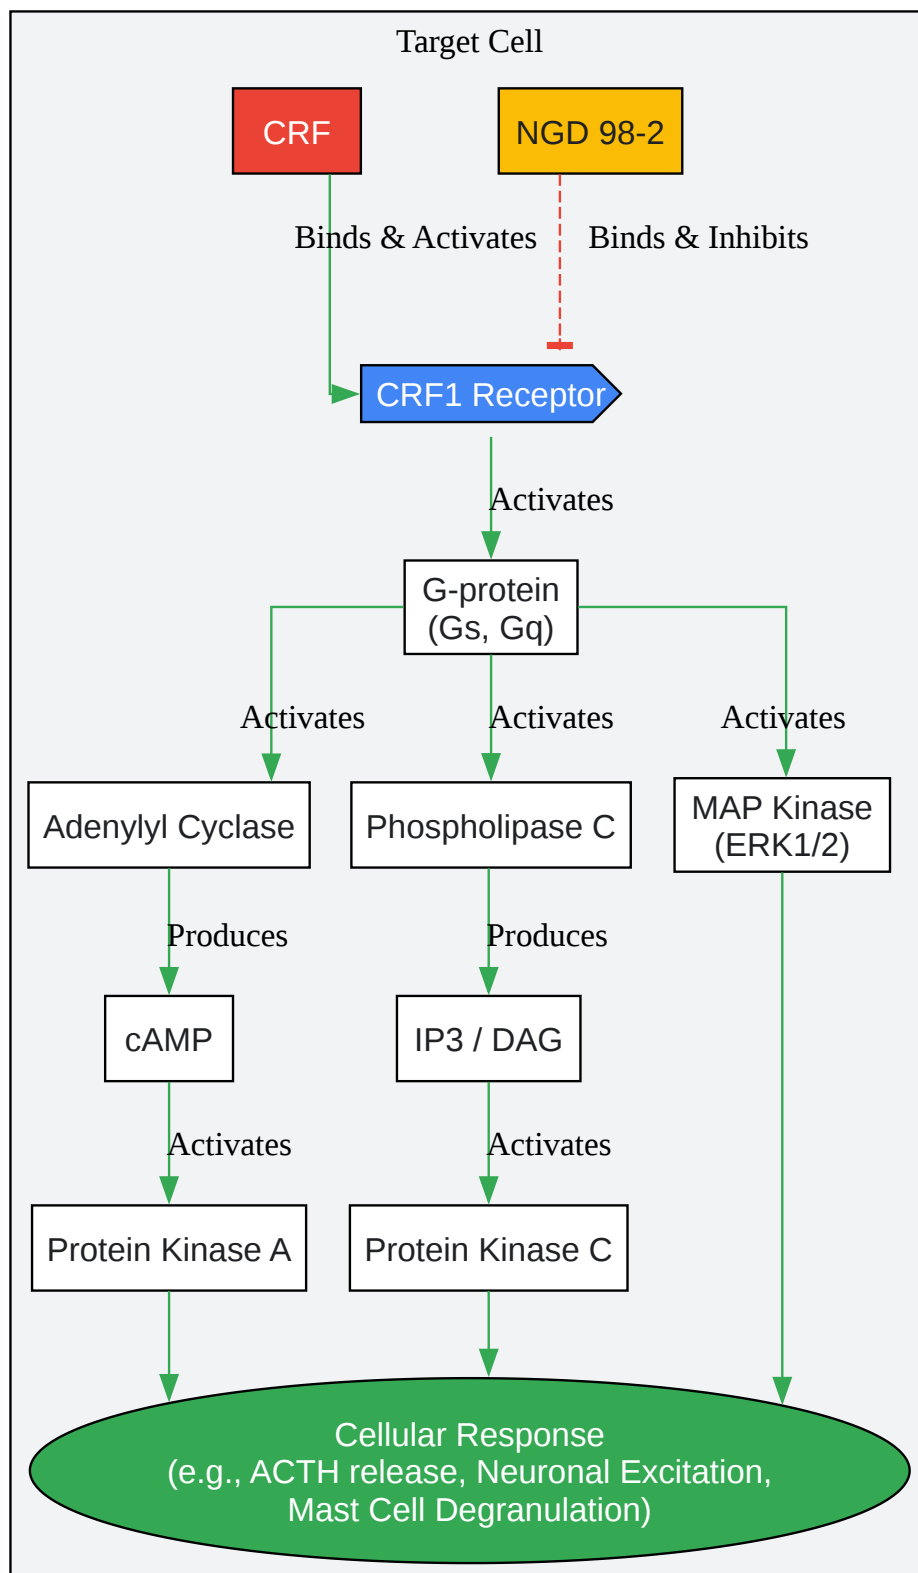 Target Cell
CRF
NGD 98-2
Binds & Activates
Binds & Inhibits
CRF1 Receptor
Activates
G-protein
(Gs, Gq)
Activates
Activates
Activates
Adenylyl Cyclase
Phospholipase C
MAP Kinase
(ERK1/2)
Produces
Produces
cAMP
IP3 / DAG
Activates
Activates
Protein Kinase A
Protein Kinase C
Cellular Response
(e.g., ACTH release, Neuronal Excitation,
Mast Cell Degranulation)